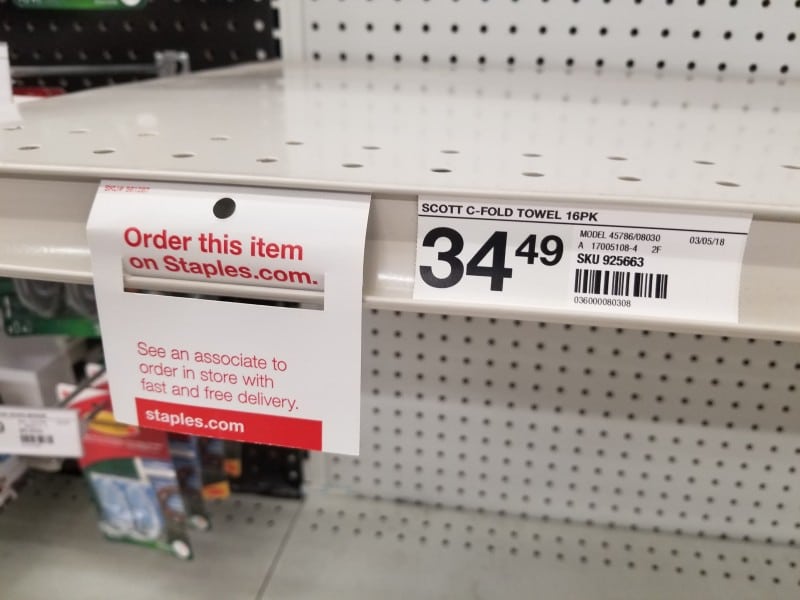 Order this item
on Staples.com.
See an associate to
order in store with
fast and free delivery.
staples.com
SCOTT C-FOLD TOWEL 16PK
34 49
MODEL 45786/08030 03/05/18
A 17005108-4 2F
SKU 925663
036000080308